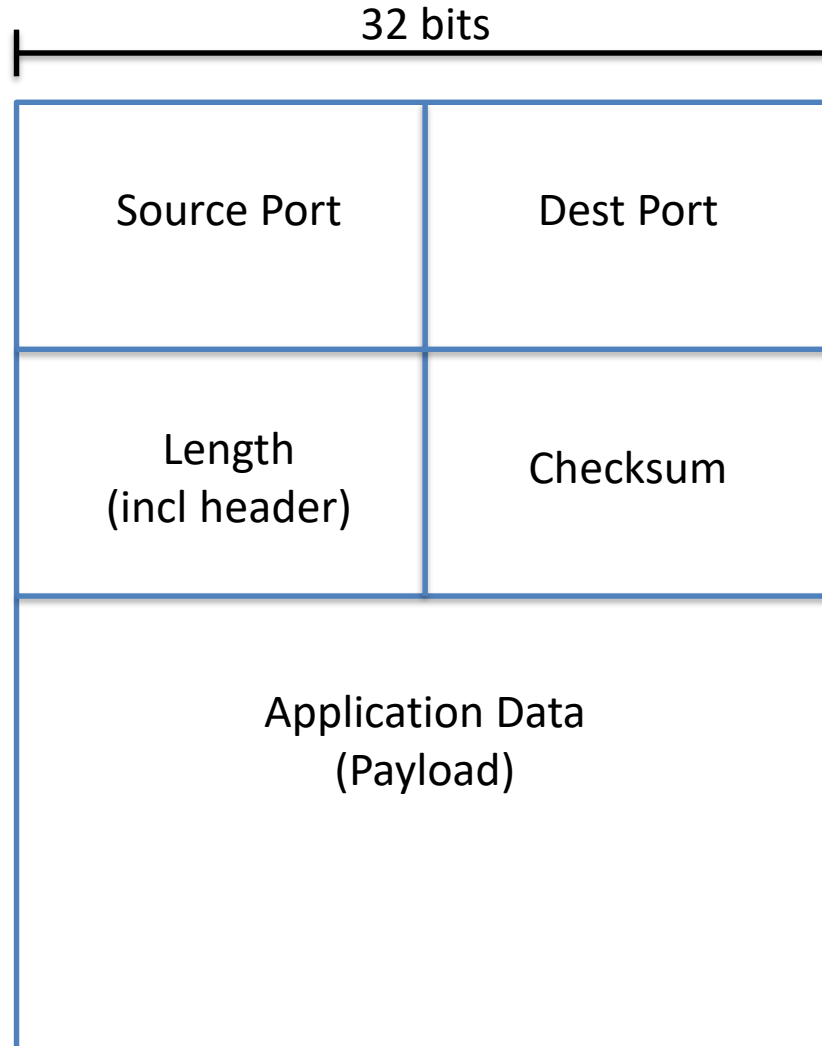 32 bits
Source Port
Dest Port
Length
(incl header)
Checksum
Application Data
(Payload)